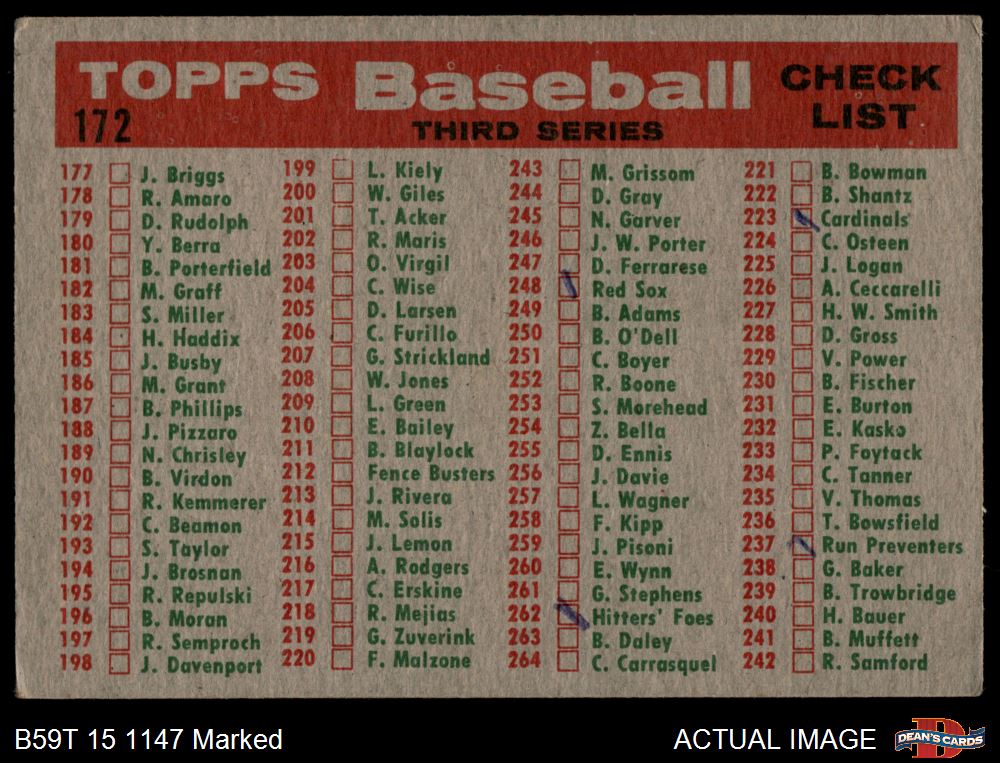 TOPPS Baseball CHECK LIST
172 THIRD SERIES
177 J. Briggs
178 R. Amaro
179 D. Rudolph
180 Y. Berra
181 B. Porterfield
182 M. Graff
183 S. Miller
184 H. Haddix
185 J. Busby
186 M. Grant
187 B. Phillips
188 J. Pizzaro
189 N. Chrisley
190 B. Virdon
191 R. Kemmerer
192 C. Beamon
193 S. Taylor
194 J. Brosnan
195 R. Repulski
196 B. Moran
197 R. Semproch
198 J. Davenport
199 L. Kiely
200 W. Giles
201 T. Acker
202 R. Maris
203 O. Virgil
204 C. Wise
205 D. Larsen
206 C. Furillo
207 G. Strickland
208 W. Jones
209 L. Green
210 E. Bailey
211 B. Blaylock
212 Fence Busters
213 J. Rivera
214 M. Solis
215 J. Lemon
216 A. Rodgers
217 C. Erskine
218 R. Mejias
219 G. Zuverink
220 F. Malzone
243 M. Grissom
244 D. Gray
245 N. Garver
246 J. W. Porter
247 D. Ferrarese
248 Red Sox
249 B. Adams
250 B. O'Dell
251 C. Boyer
252 R. Boone
253 S. Morehead
254 Z. Bella
255 D. Ennis
256 J. Davie
257 L. Wagner
258 F. Kipp
259 J. Pisoni
260 E. Wynn
261 G. Stephens
262 Hitters' Foes
263 B. Daley
264 C. Carrasquel
221 B. Bowman
222 B. Shantz
223 Cardinals
224 C. Osteen
225 J. Logan
226 A. Ceccarelli
227 H. W. Smith
228 D. Gross
229 V. Power
230 B. Fischer
231 E. Burton
232 E. Kasko
233 P. Foytack
234 C. Tanner
235 V. Thomas
236 T. Bowsfield
237 Run Preventers
238 G. Baker
239 B. Trowbridge
240 H. Bauer
241 B. Muffett
242 R. Samford
B59T 15 1147 Marked
ACTUAL IMAGE
DEAN'S CARDS